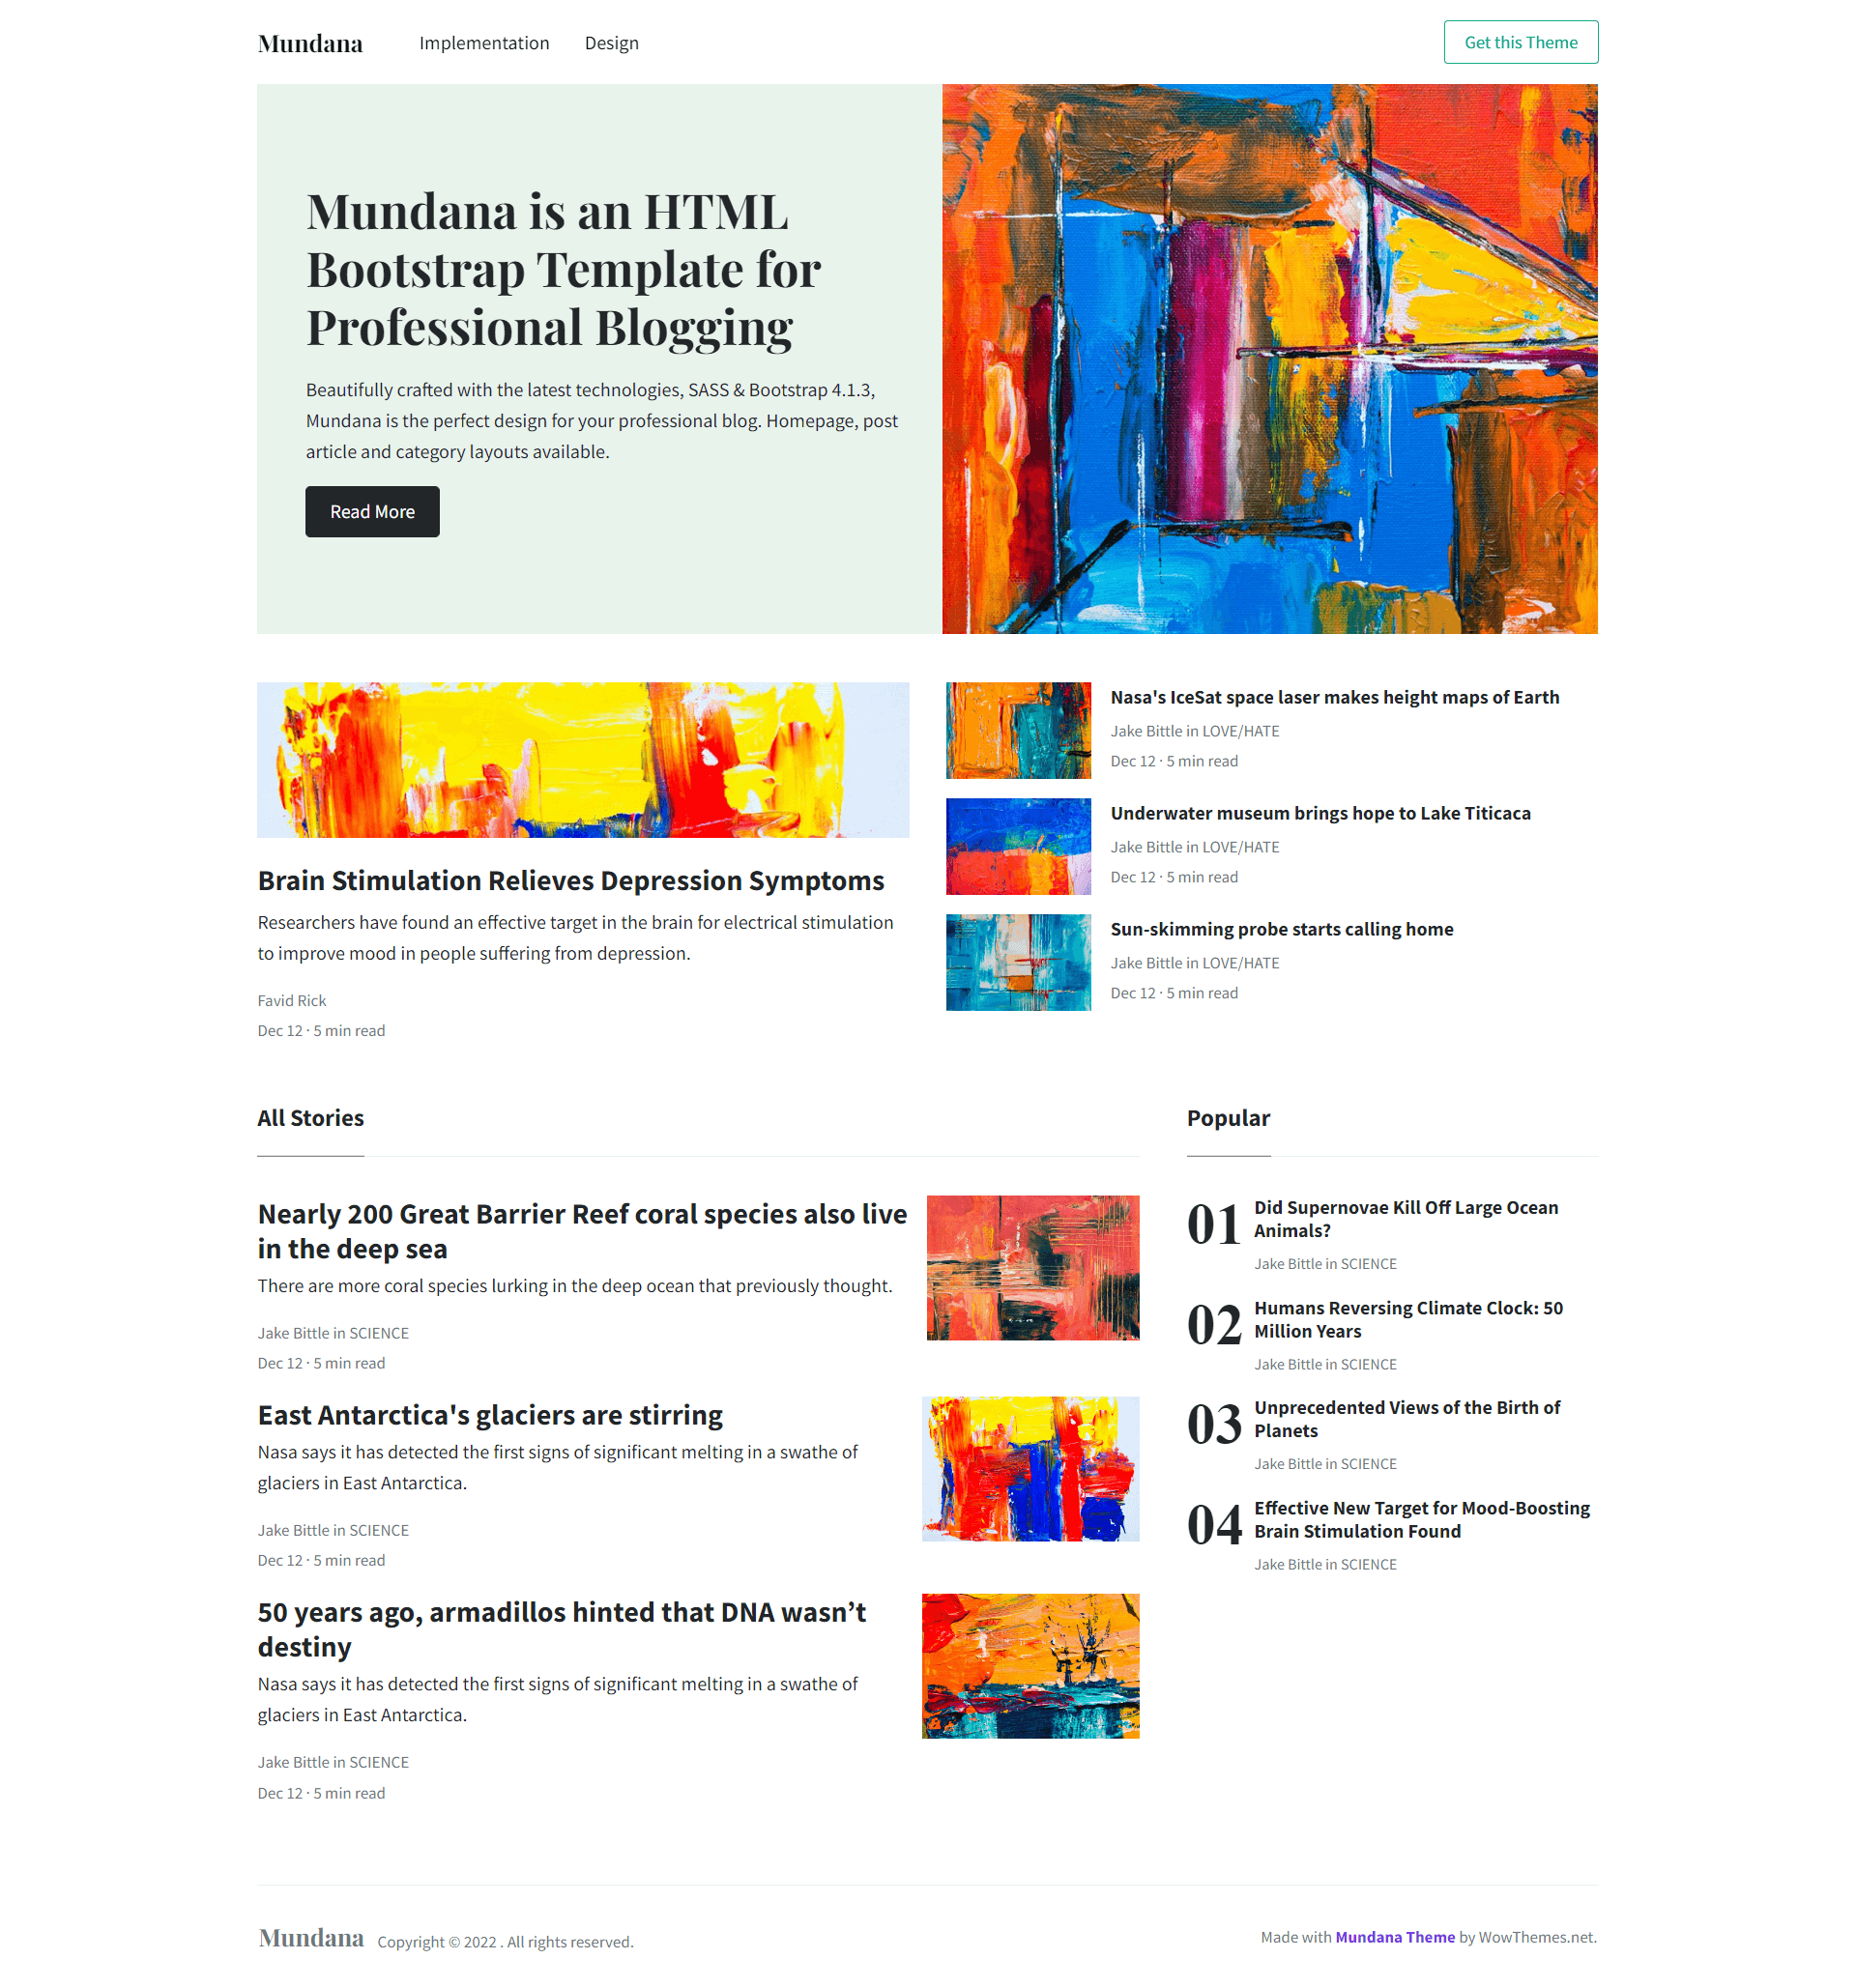 Mundana
Implementation
Design
Get this Theme
Mundana is an HTML
Bootstrap Template for
Professional Blogging
Beautifully crafted with the latest technologies, SASS & Bootstrap 4.1.3,
Mundana is the perfect design for your professional blog. Homepage, post
article and category layouts available.
Read More
Brain Stimulation Relieves Depression Symptoms
Researchers have found an effective target in the brain for electrical stimulation
to improve mood in people suffering from depression.
Favid Rick
Dec 12 · 5 min read
Nasa's IceSat space laser makes height maps of Earth
Jake Bittle in LOVE/HATE
Dec 12 · 5 min read
Underwater museum brings hope to Lake Titicaca
Jake Bittle in LOVE/HATE
Dec 12 · 5 min read
Sun-skimming probe starts calling home
Jake Bittle in LOVE/HATE
Dec 12 · 5 min read
All Stories
Nearly 200 Great Barrier Reef coral species also live
in the deep sea
There are more coral species lurking in the deep ocean that previously thought.
Jake Bittle in SCIENCE
Dec 12 · 5 min read
East Antarctica's glaciers are stirring
Nasa says it has detected the first signs of significant melting in a swathe of
glaciers in East Antarctica.
Jake Bittle in SCIENCE
Dec 12 · 5 min read
50 years ago, armadillos hinted that DNA wasn’t
destiny
Nasa says it has detected the first signs of significant melting in a swathe of
glaciers in East Antarctica.
Jake Bittle in SCIENCE
Dec 12 · 5 min read
Popular
01
Did Supernovae Kill Off Large Ocean
Animals?
Jake Bittle in SCIENCE
02
Humans Reversing Climate Clock: 50
Million Years
Jake Bittle in SCIENCE
03
Unprecedented Views of the Birth of
Planets
Jake Bittle in SCIENCE
04
Effective New Target for Mood-Boosting
Brain Stimulation Found
Jake Bittle in SCIENCE
Mundana Copyright © 2022 . All rights reserved.
Made with Mundana Theme by WowThemes.net.